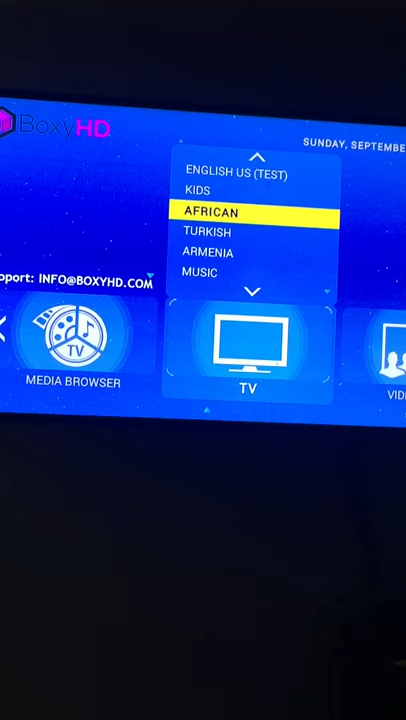 BoxyHD
SUNDAY, SEPTEMBE
ENGLISH US (TEST)
KIDS
AFRICAN
TURKISH
ARMENIA
MUSIC
pport: INFO@BOXYHD.COM
TV
MEDIA BROWSER
TV
VID